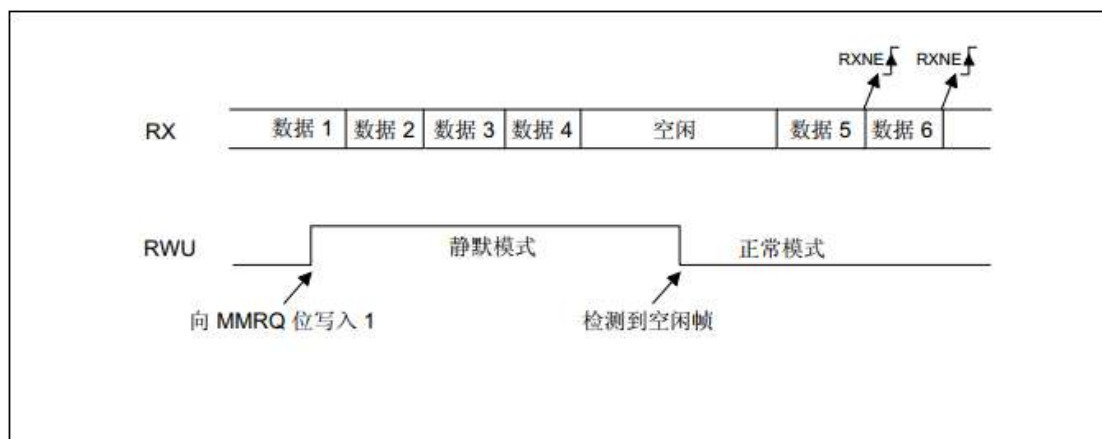 RXNE RXNE
RX 数据 1 数据 2 数据 3 数据 4 空闲 数据 5 数据 6
RWU 静默模式 正常模式
向 MMRQ 位写入 1 检测到空闲帧